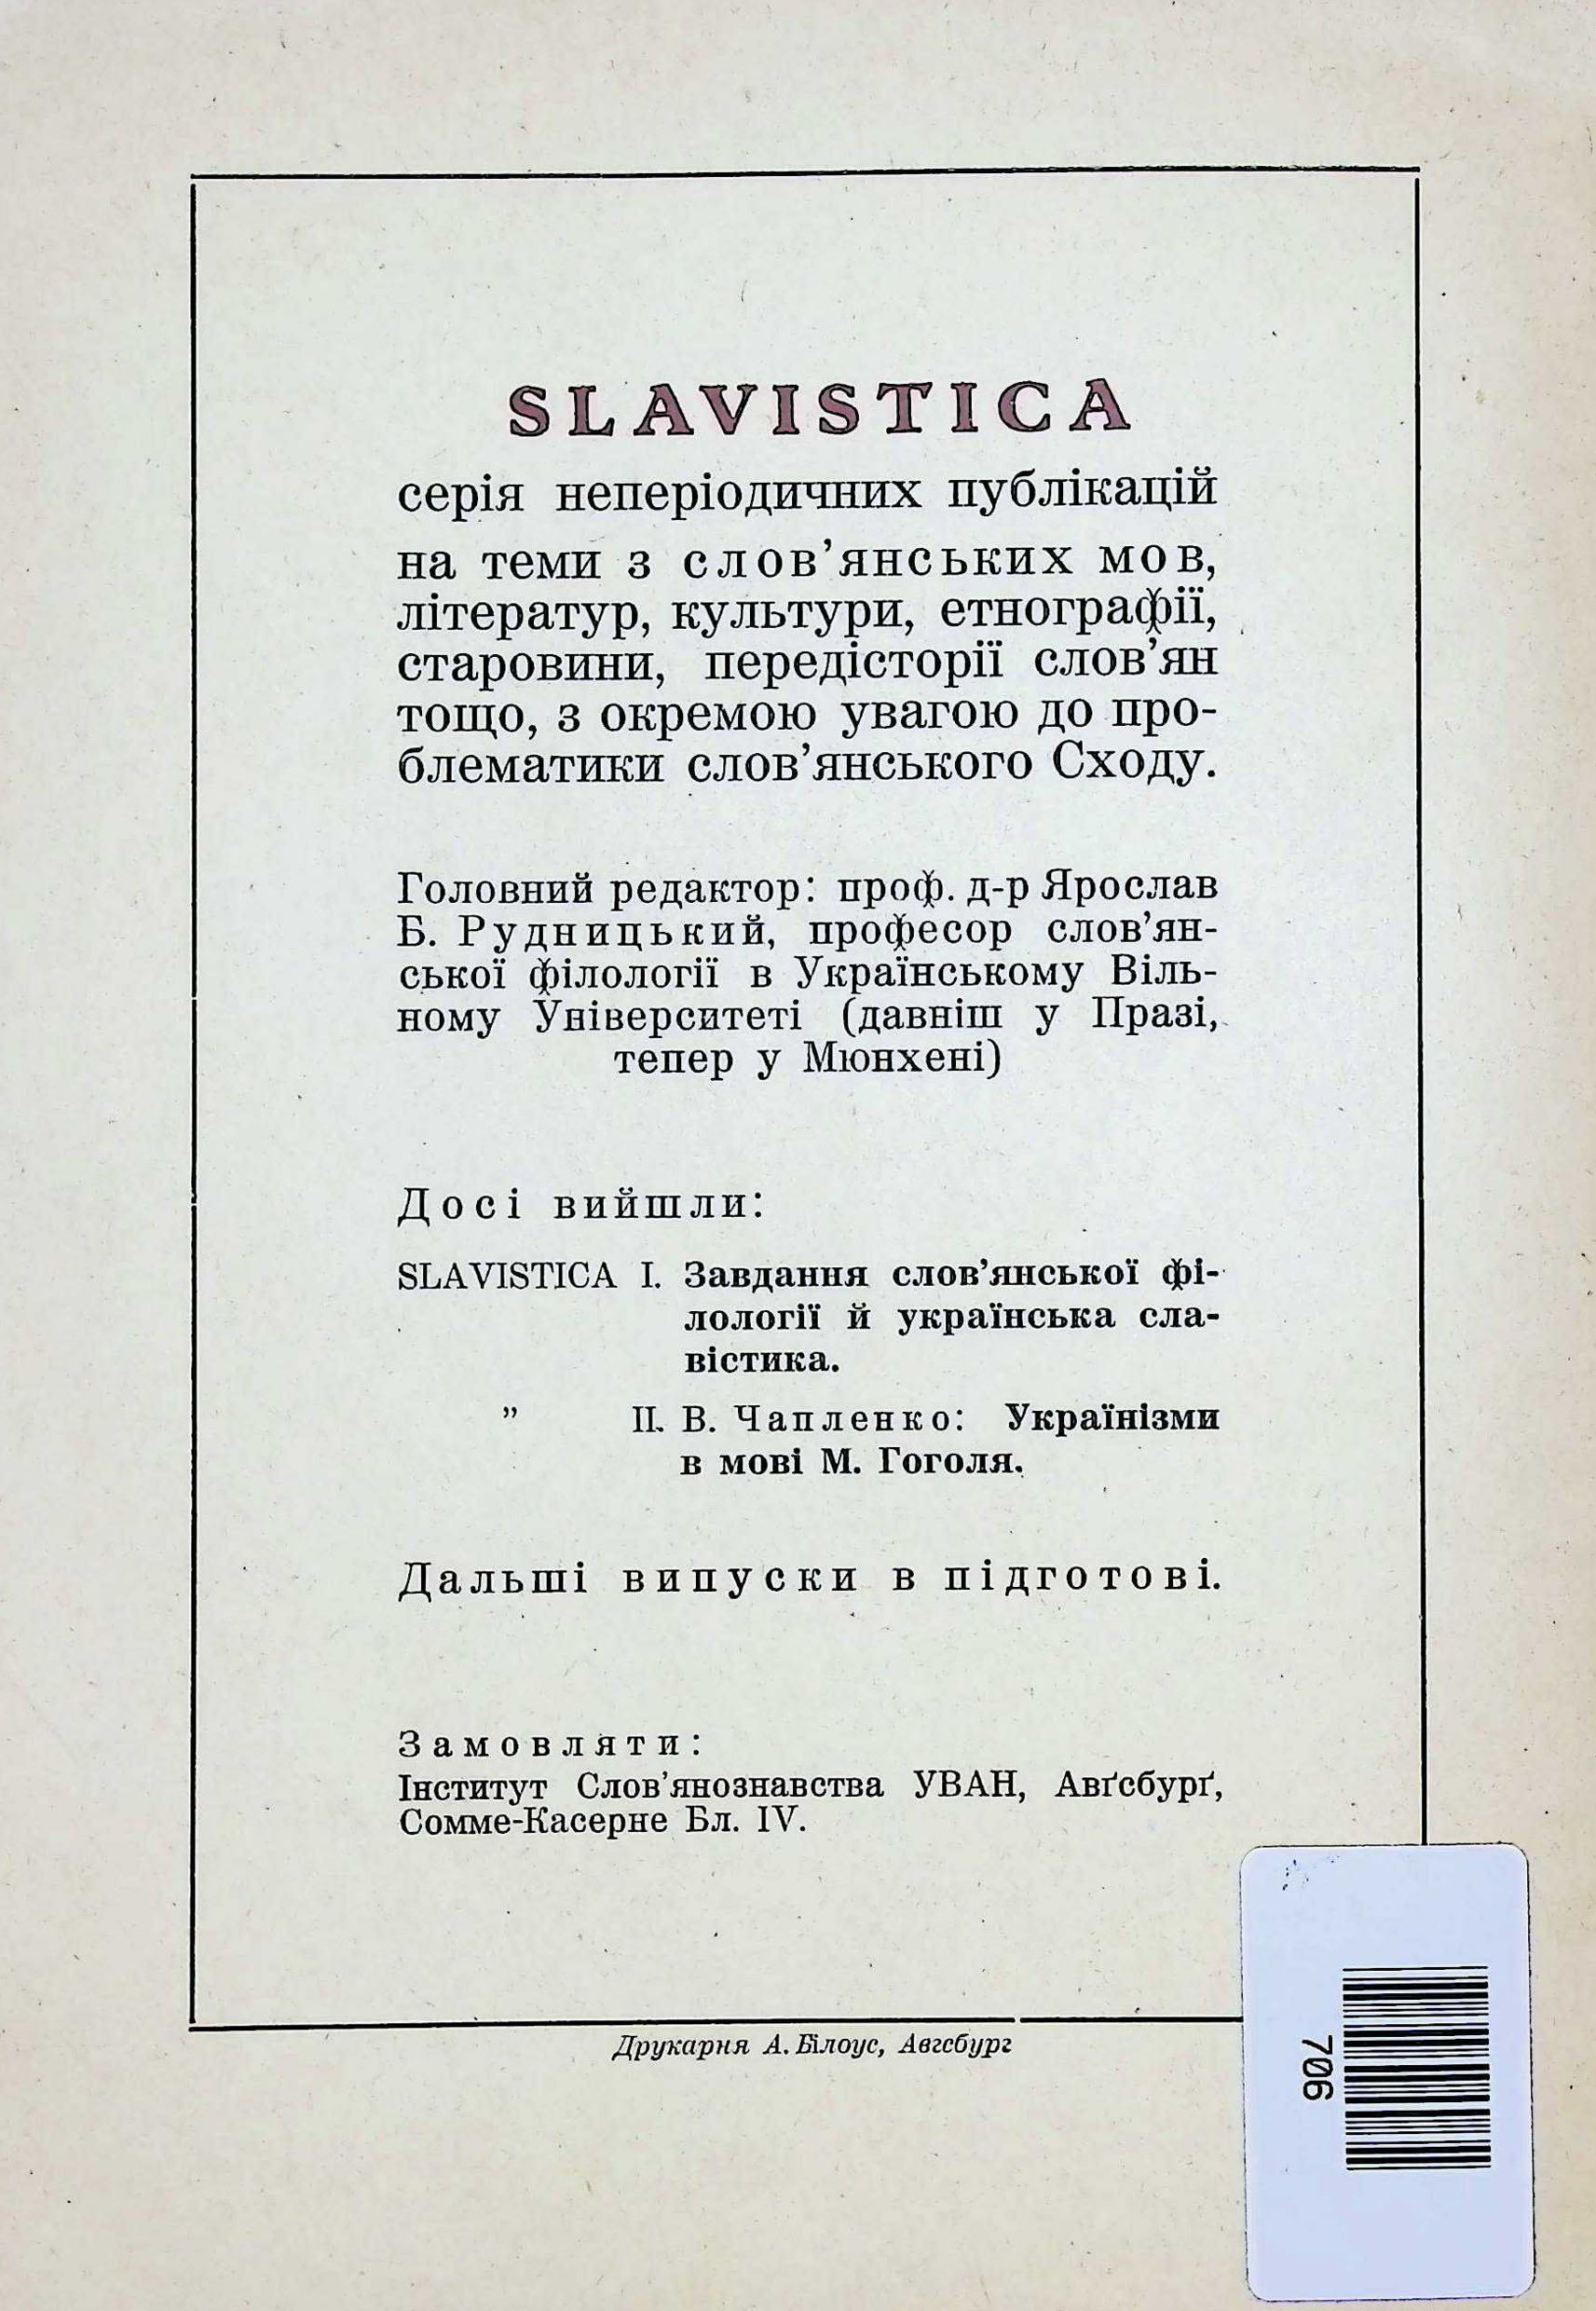 SLAVISTICA
серія неперіодичних публікацій
на теми з слов’янських мов,
літератур, культури, етнографії,
старовини, передісторії слов’ян
тощо, з окремою увагою до про-
блематики слов’янського Сходу.
Головний редактор: проф. д-р Ярослав
Б. Рудницький, професор слов’ян-
ської філології в Українському Віль-
ному Університеті (давніш у Празі,
тепер у Мюнхені)
Досі вийшли:
SLAVISTICA I. Завдання слов’янської фі-
лології й українська сла-
вістика.
” II. В. Чапленко: Українізми
в мові М. Гоголя.
Дальші випуски в підготові.
Замовляти:
Інститут Слов’янознавства УВАН, Авґсбурґ,
Сомме-Касерне Бл. IV.
Друкарня А. Білоус, Авгсбург
706